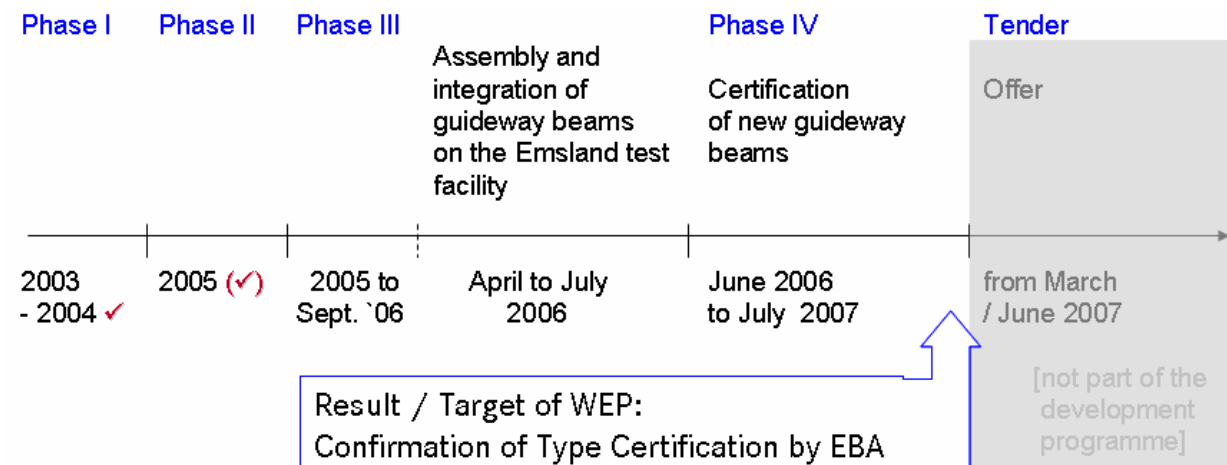 Phase I
Phase II
Phase III
Phase IV
Tender
Assembly and
integration of
guideway beams
on the Emsland test
facility
Certification
of new guideway
beams
Offer
2003
- 2004 ✓
2005 (✓)
2005 to
Sept. `06
April to July
2006
June 2006
to July 2007
from March
/ June 2007
[not part of the
development
programme]
Result / Target of WEP:
Confirmation of Type Certification by EBA